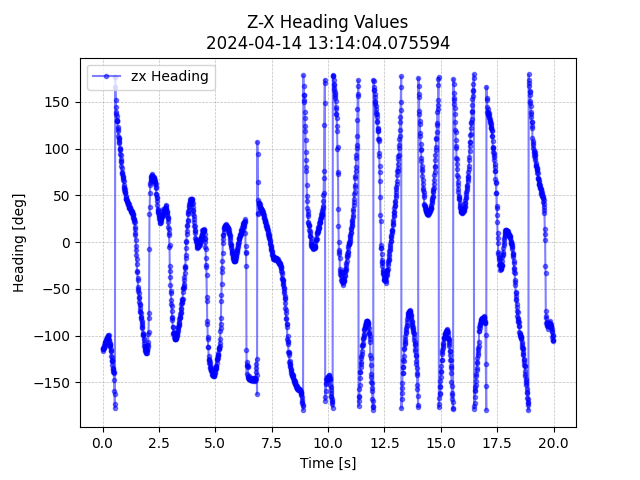 Z-X Heading Values
2024-04-14 13:14:04.075594
zx Heading
Heading [deg]
150
100
50
0
−50
−100
−150
0.0 2.5 5.0 7.5 10.0 12.5 15.0 17.5 20.0
Time [s]